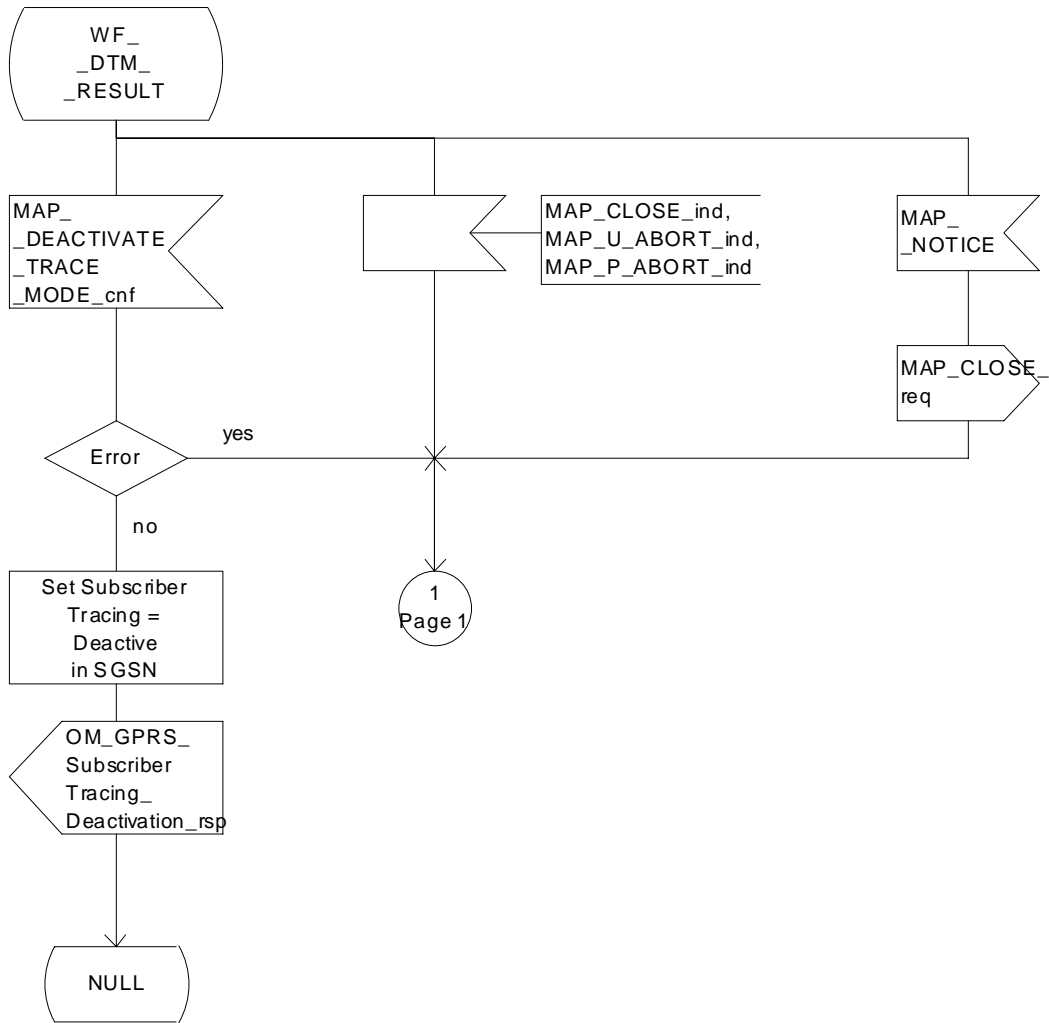 WF_
_DTM_
_RESULT
MAP_
_DEACTIVATE
_TRACE
_MODE_cnf
MAP_CLOSE_ind,
MAP_U_ABORT_ind,
MAP_P_ABORT_ind
MAP_
_NOTICE
MAP_CLOSE_
req
Error
yes
no
Set Subscriber
Tracing =
Deactive
in SGSN
1
Page 1
OM_GPRS_
Subscriber
Tracing_
Deactivation_rsp
NULL